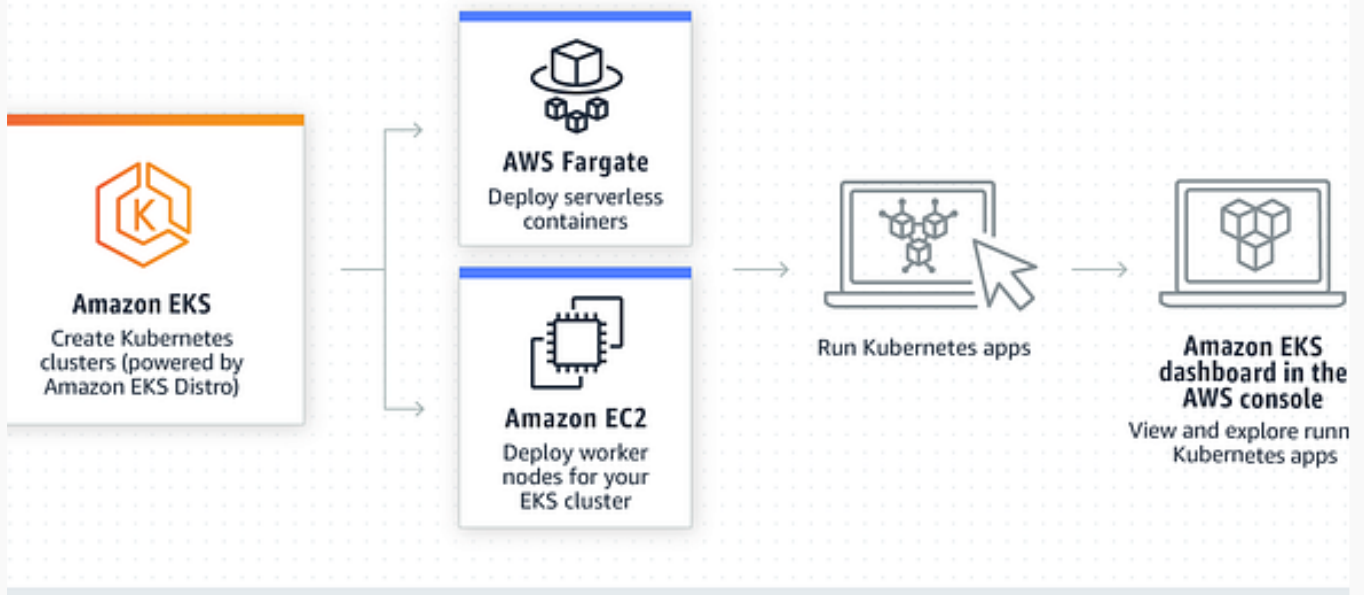 K
Amazon EKS
Create Kubernetes
clusters (powered by
Amazon EKS Distro)
AWS Fargate
Deploy serverless
containers
Amazon EC2
Deploy worker
nodes for your
EKS cluster
Run Kubernetes apps
Amazon EKS
dashboard in the
AWS console
View and explore
Kubernetes apps